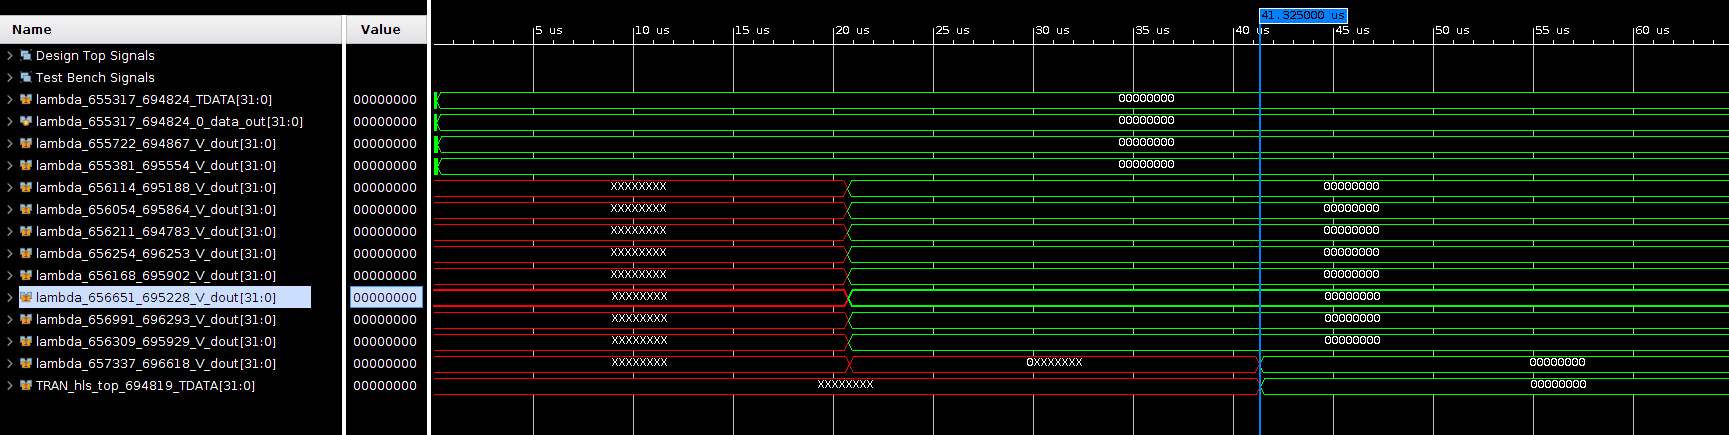 41.325000 us
Name Value 5 us 10 us 15 us 20 us 25 us 30 us 35 us 40 us 45 us 50 us 55 us 60 us
Design Top Signals
Test Bench Signals
lambda_655317_694824_TDATA[31:0] 00000000 00000000
lambda_655317_694824_0_data_out[31:0] 00000000 00000000
lambda_655722_694867_V_dout[31:0] 00000000 00000000
lambda_655381_695554_V_dout[31:0] 00000000 00000000
lambda_656114_695188_V_dout[31:0] 00000000 XXXXXXXX 00000000
lambda_656054_695864_V_dout[31:0] 00000000 XXXXXXXX 00000000
lambda_656211_694783_V_dout[31:0] 00000000 XXXXXXXX 00000000
lambda_656254_696253_V_dout[31:0] 00000000 XXXXXXXX 00000000
lambda_656168_695902_V_dout[31:0] 00000000 XXXXXXXX 00000000
lambda_656651_695228_V_dout[31:0] 00000000 XXXXXXXX 00000000
lambda_656991_696293_V_dout[31:0] 00000000 XXXXXXXX 00000000
lambda_656309_695929_V_dout[31:0] 00000000 XXXXXXXX 00000000
lambda_657337_696618_V_dout[31:0] 00000000 XXXXXXXX 0XXXXXXX 00000000
TRAN_hls_top_694819_TDATA[31:0] 00000000 XXXXXXXX 00000000